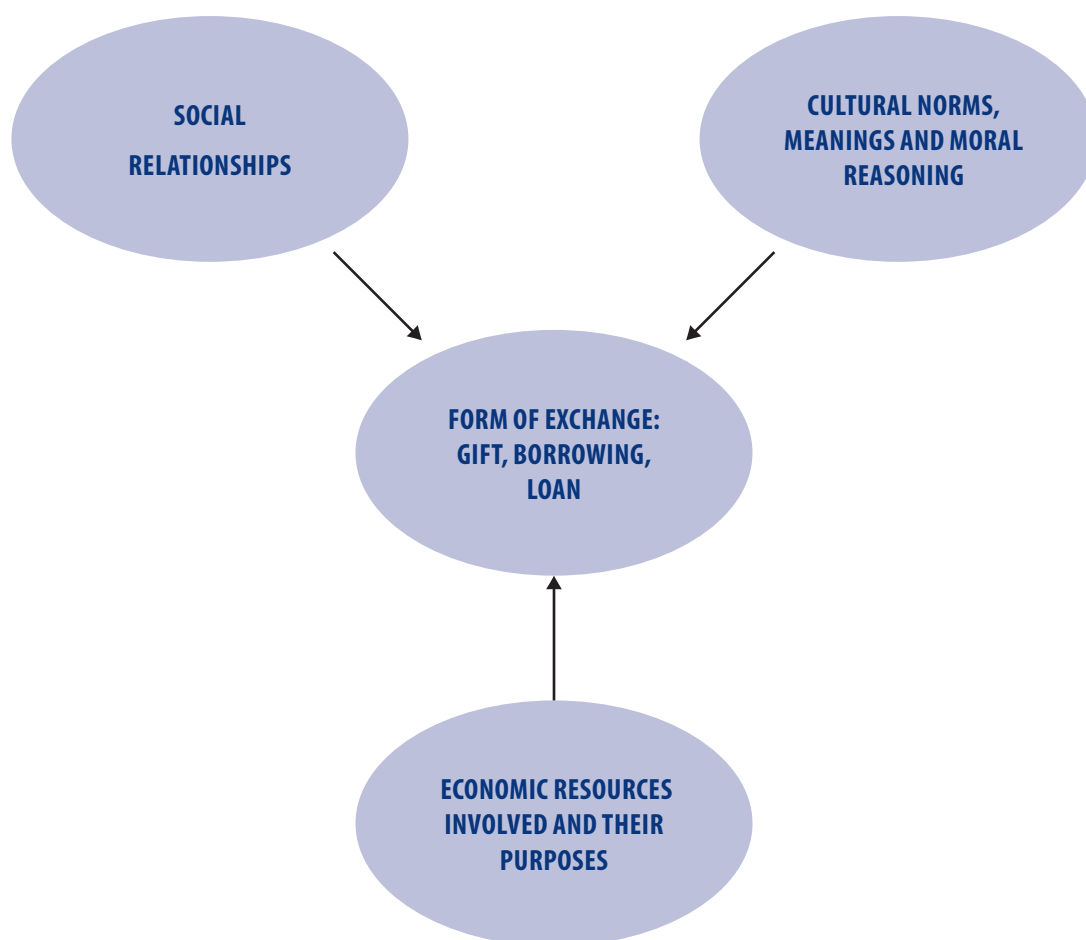 SOCIAL
RELATIONSHIPS
CULTURAL NORMS,
MEANINGS AND MORAL
REASONING
FORM OF EXCHANGE:
GIFT, BORROWING,
LOAN
ECONOMIC RESOURCES
INVOLVED AND THEIR
PURPOSES